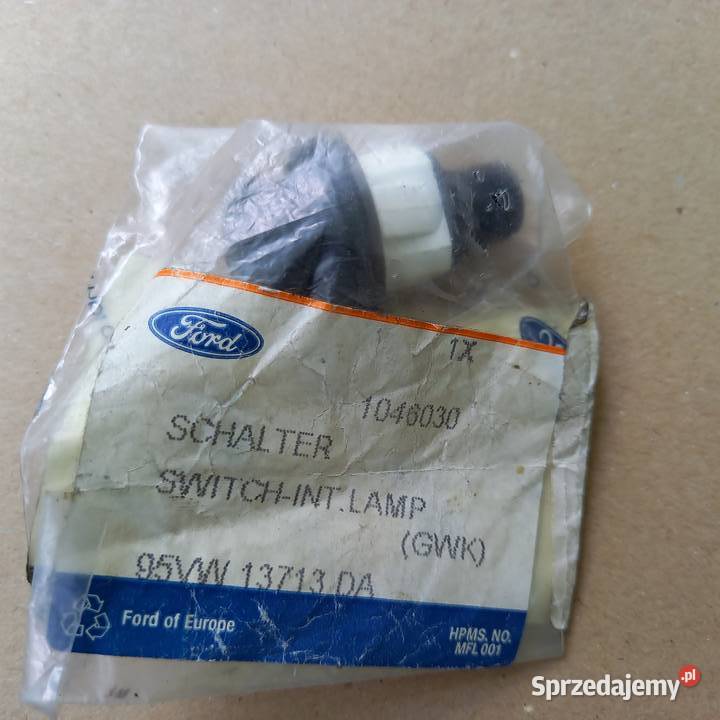 Ford
1X
1046030
SCHALTER
SWITCH-INT.LAMP
(GWK)
95VW 13713 DA
Ford of Europe
HPMS. NO.
MFL 001
Sprzedajemy.pl